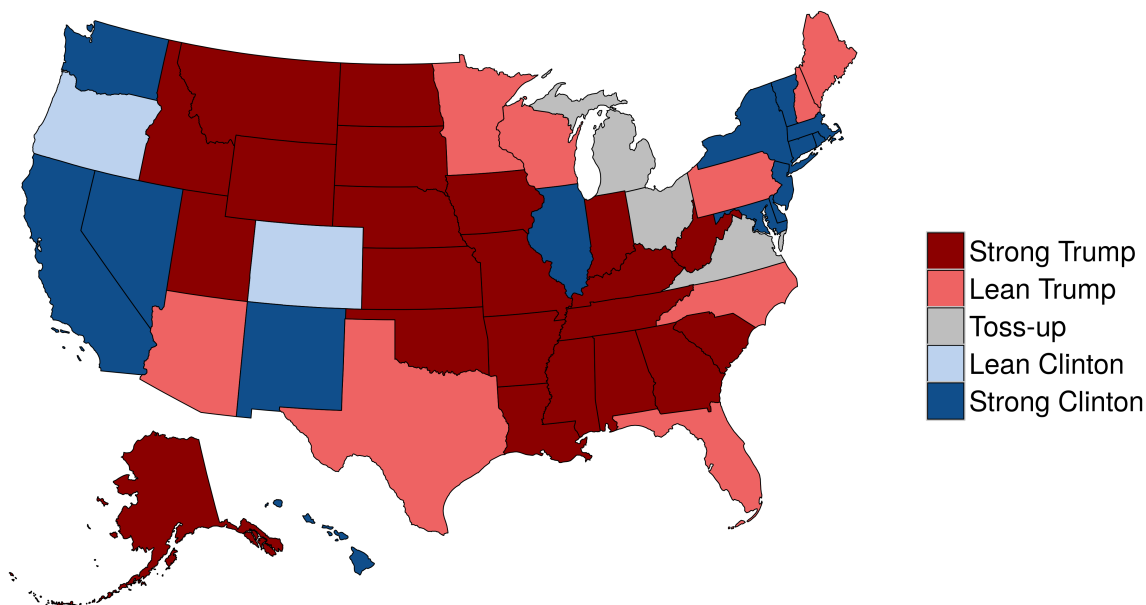 Strong Trump
Lean Trump
Toss-up
Lean Clinton
Strong Clinton